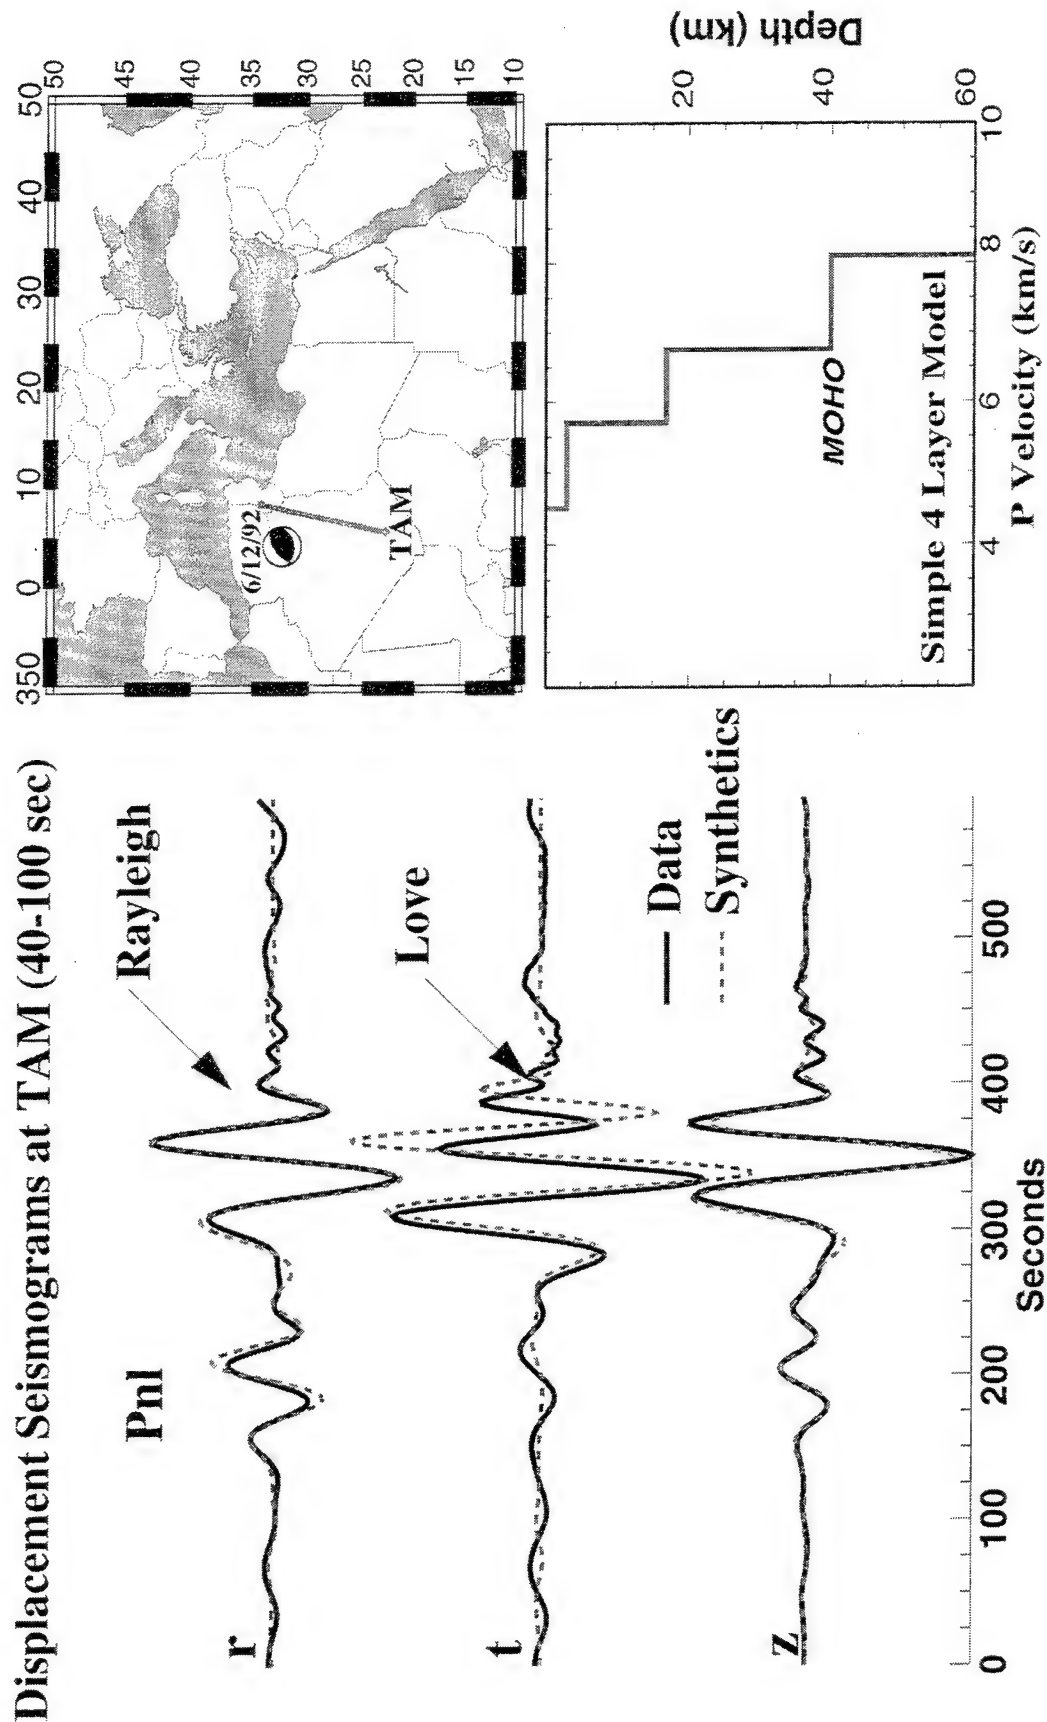 Displacement Seismograms at TAM (40-100 sec)
r
Pnl
Rayleigh
t
Love
Data
Synthetics
z
0 100 200 300 400 500
Seconds
350 0 10 20 30 40 50
50
45
40
35
30
25
20
15
10
6/12/92
TAM
20
40
60
Depth (km)
MOHO
Simple 4 Layer Model
4 6 8 10
P Velocity (km/s)